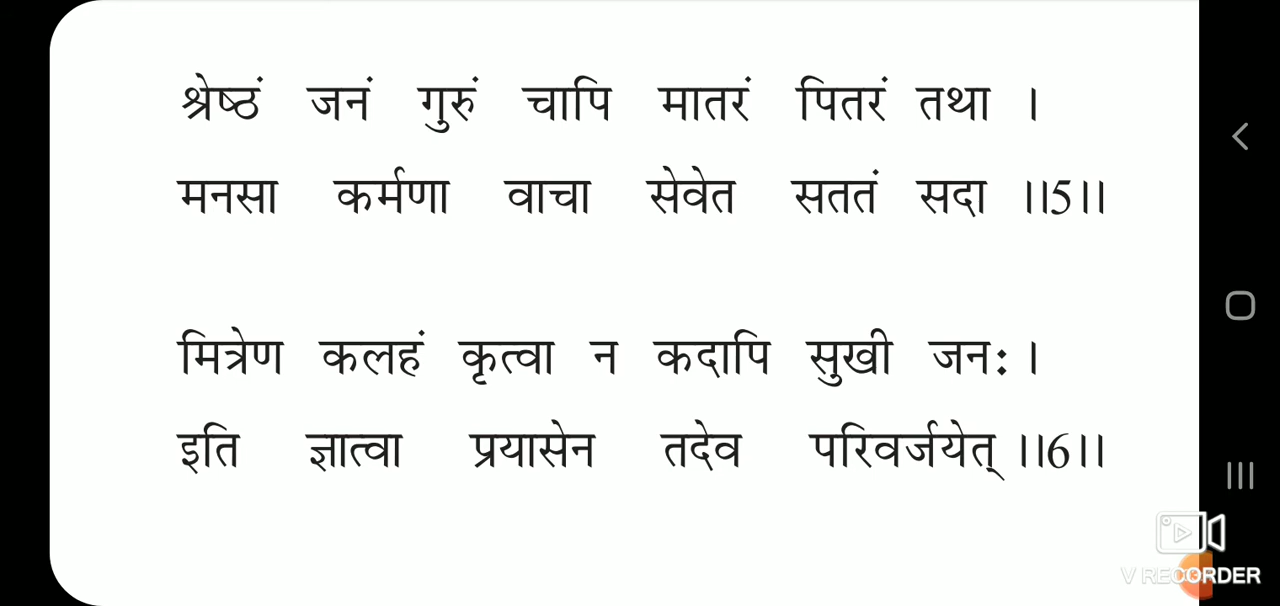 श्रेष्ठं जनं गुरुं चापि मातरं पितरं तथा ।
मनसा कर्मणा वाचा सेवेत सततं सदा ।।5।।
मित्रेण कलहं कृत्वा न कदापि सुखी जनः ।
इति ज्ञात्वा प्रयासेन तदेव परिवर्जयेत् ।।6।।
V RECORDER